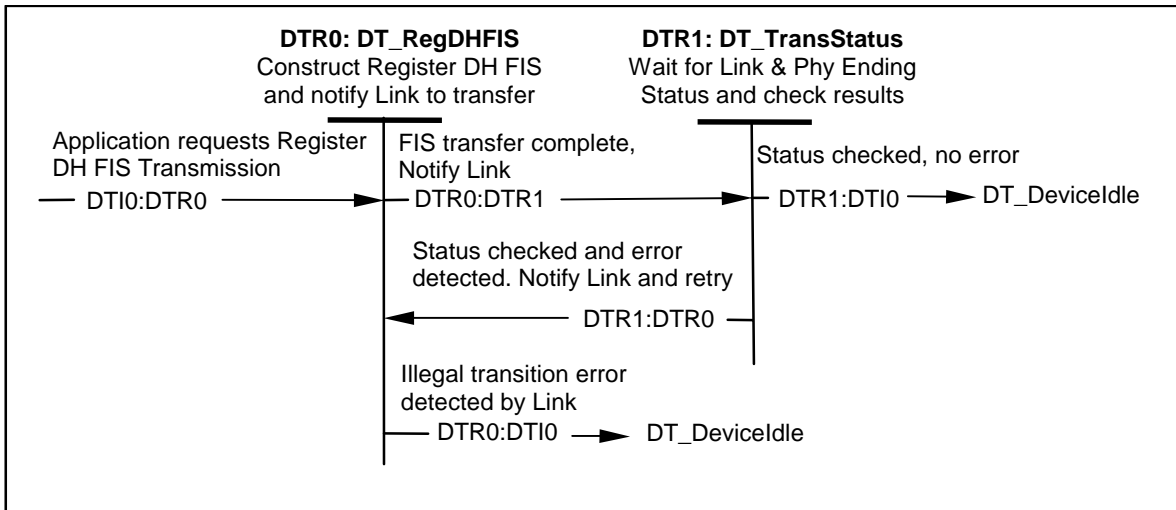 DTR0: DT_RegDHFIS
Construct Register DH FIS
and notify Link to transfer
DTR1: DT_TransStatus
Wait for Link & Phy Ending
Status and check results
Application requests Register
DH FIS Transmission
DTI0:DTR0
FIS transfer complete,
Notify Link
DTR0:DTR1
Status checked, no error
DTR1:DTI0
DT_DeviceIdle
Status checked and error
detected. Notify Link and retry
DTR1:DTR0
Illegal transition error
detected by Link
DTR0:DTI0
DT_DeviceIdle